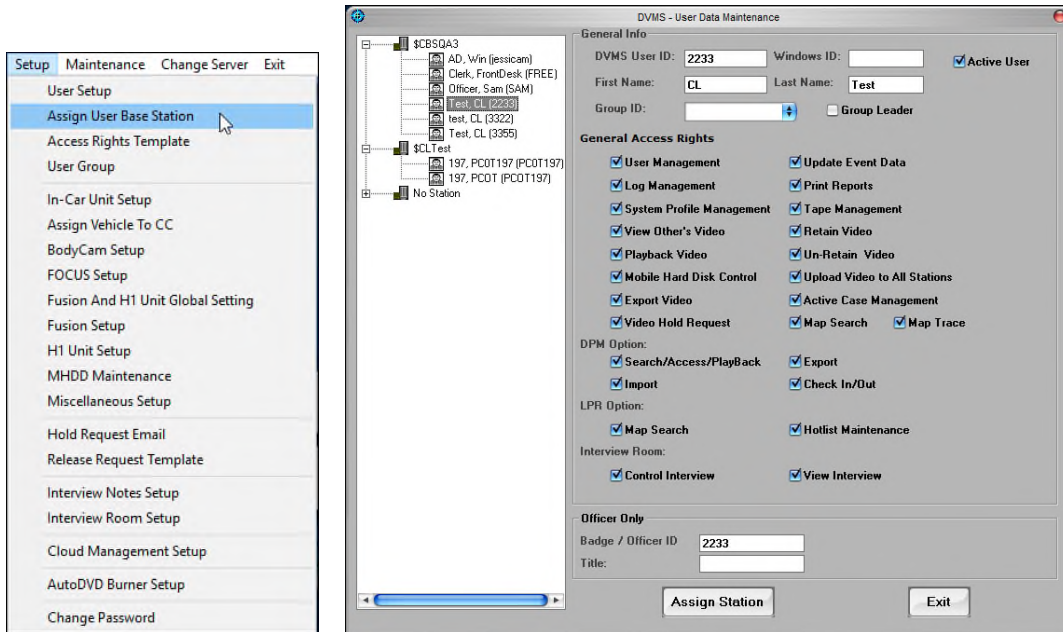 Setup Maintenance Change Server Exit
User Setup
Assign User Base Station
Access Rights Template
User Group
In-Car Unit Setup
Assign Vehicle To CC
BodyCam Setup
FOCUS Setup
Fusion And H1 Unit Global Setting
Fusion Setup
H1 Unit Setup
MHDD Maintenance
Miscellaneous Setup
Hold Request Email
Release Request Template
Interview Notes Setup
Interview Room Setup
Cloud Management Setup
AutoDVD Burner Setup
Change Password
DVMS - User Data Maintenance
$CBSQA3
AD, Win (jessicam)
Clerk, FrontDesk (FREE)
Officer, Sam (SAM)
Test, CL (2233)
test, CL (3322)
Test, CL (3355)
$CLTest
197, PCOT197 (PCOT197)
197, PCOT (PCOT197)
No Station
General Info
DVMS User ID: 2233 Windows ID: Active User
First Name: CL Last Name: Test
Group ID: Group Leader
General Access Rights
User Management Update Event Data
Log Management Print Reports
System Profile Management Tape Management
View Other's Video Retain Video
Playback Video Un-Retain Video
Mobile Hard Disk Control Upload Video to All Stations
Export Video Active Case Management
Video Hold Request Map Search Map Trace
DPM Option:
Search/Access/PlayBack Export
Import Check In/Out
LPR Option:
Map Search Hotlist Maintenance
Interview Room:
Control Interview View Interview
Officer Only
Badge / Officer ID 2233
Title:
Assign Station Exit